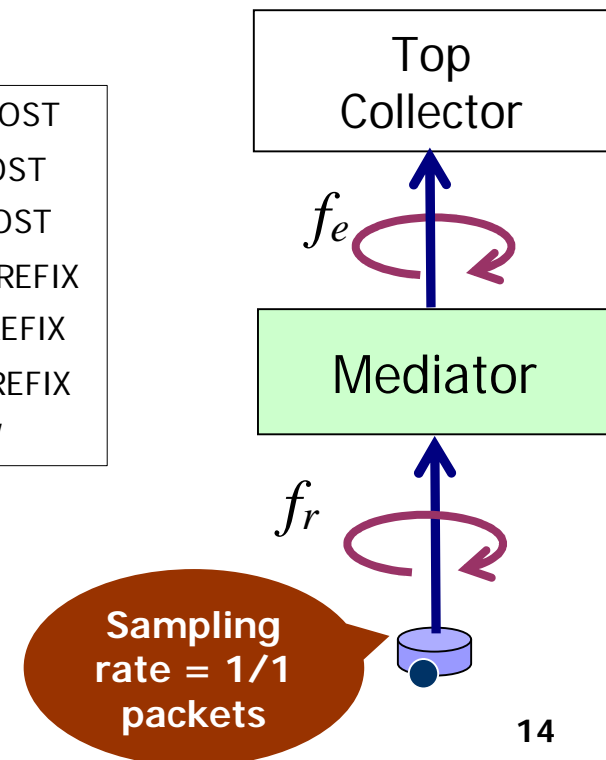 Top
Collector
OST
OST
OST
REFIX
EFIX
REFIX
fe
Mediator
fr
Sampling
rate = 1/1
packets
14